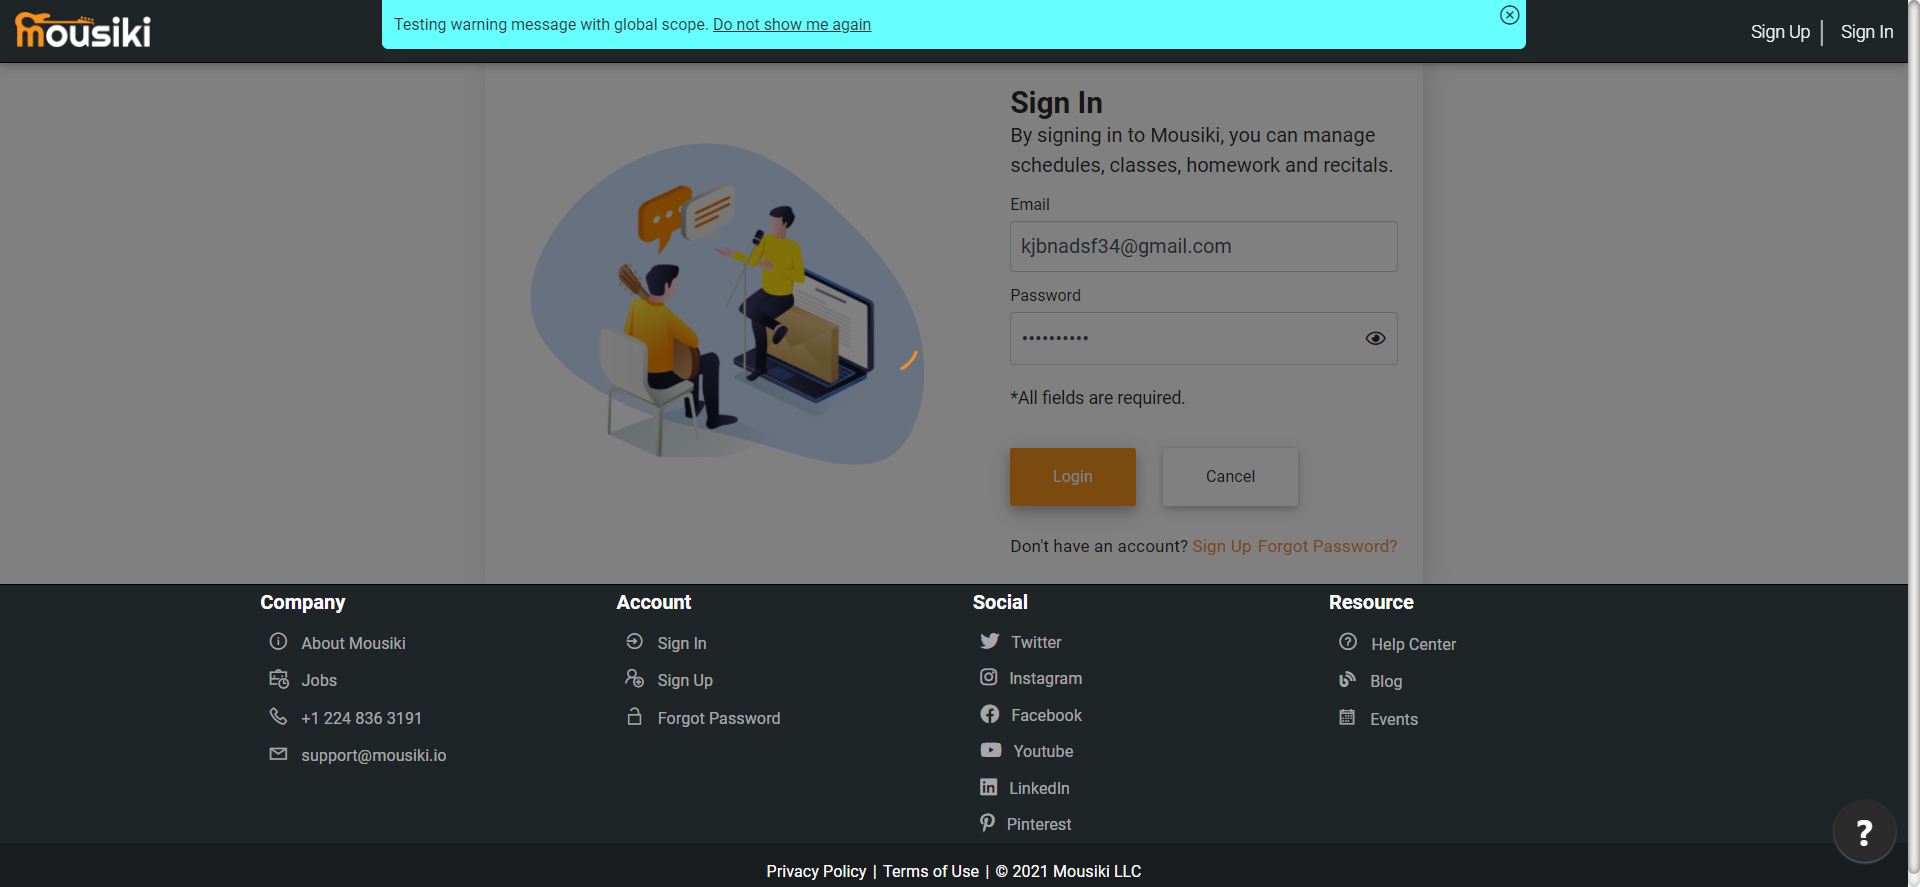 mousiki
Testing warning message with global scope. Do not show me again
Sign Up
Sign In
Sign In
By signing in to Mousiki, you can manage
schedules, classes, homework and recitals.
Email
kjbnadsf34@gmail.com
Password
••••••••••
*All fields are required.
Login
Cancel
Don't have an account? Sign Up Forgot Password?
Company
About Mousiki
Jobs
+1 224 836 3191
support@mousiki.io
Account
Sign In
Sign Up
Forgot Password
Social
Twitter
Instagram
Facebook
Youtube
LinkedIn
Pinterest
Resource
Help Center
Blog
Events
?
Privacy Policy | Terms of Use | © 2021 Mousiki LLC